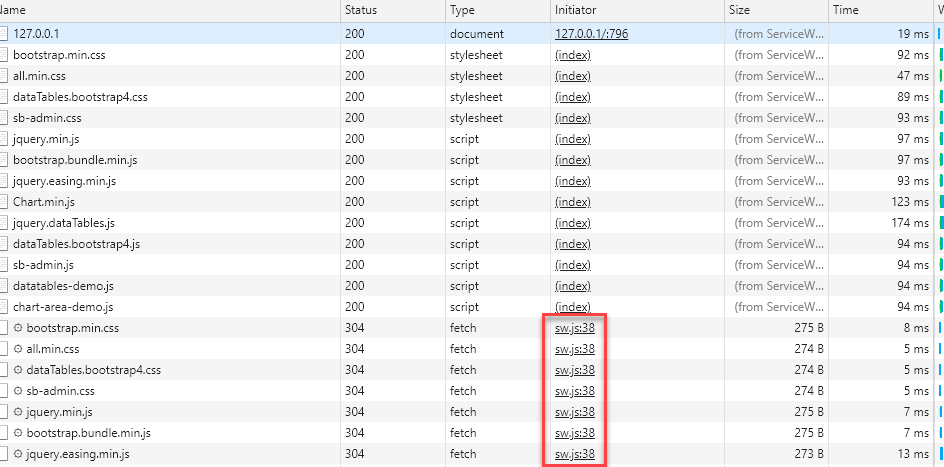 Name Status Type Initiator Size Time
127.0.0.1 200 document 127.0.0.1/:796 (from ServiceW... 19 ms
bootstrap.min.css 200 stylesheet (index) (from ServiceW... 92 ms
all.min.css 200 stylesheet (index) (from ServiceW... 47 ms
dataTables.bootstrap4.css 200 stylesheet (index) (from ServiceW... 89 ms
sb-admin.css 200 stylesheet (index) (from ServiceW... 93 ms
jquery.min.js 200 script (index) (from ServiceW... 97 ms
bootstrap.bundle.min.js 200 script (index) (from ServiceW... 97 ms
jquery.easing.min.js 200 script (index) (from ServiceW... 93 ms
Chart.min.js 200 script (index) (from ServiceW... 123 ms
jquery.dataTables.js 200 script (index) (from ServiceW... 174 ms
dataTables.bootstrap4.js 200 script (index) (from ServiceW... 94 ms
sb-admin.js 200 script (index) (from ServiceW... 94 ms
datatables-demo.js 200 script (index) (from ServiceW... 94 ms
chart-area-demo.js 200 script (index) (from ServiceW... 94 ms
bootstrap.min.css 304 fetch sw.js:38 275 B 8 ms
all.min.css 304 fetch sw.js:38 274 B 5 ms
dataTables.bootstrap4.css 304 fetch sw.js:38 274 B 5 ms
sb-admin.css 304 fetch sw.js:38 274 B 5 ms
jquery.min.js 304 fetch sw.js:38 275 B 7 ms
bootstrap.bundle.min.js 304 fetch sw.js:38 275 B 7 ms
jquery.easing.min.js 304 fetch sw.js:38 273 B 13 ms